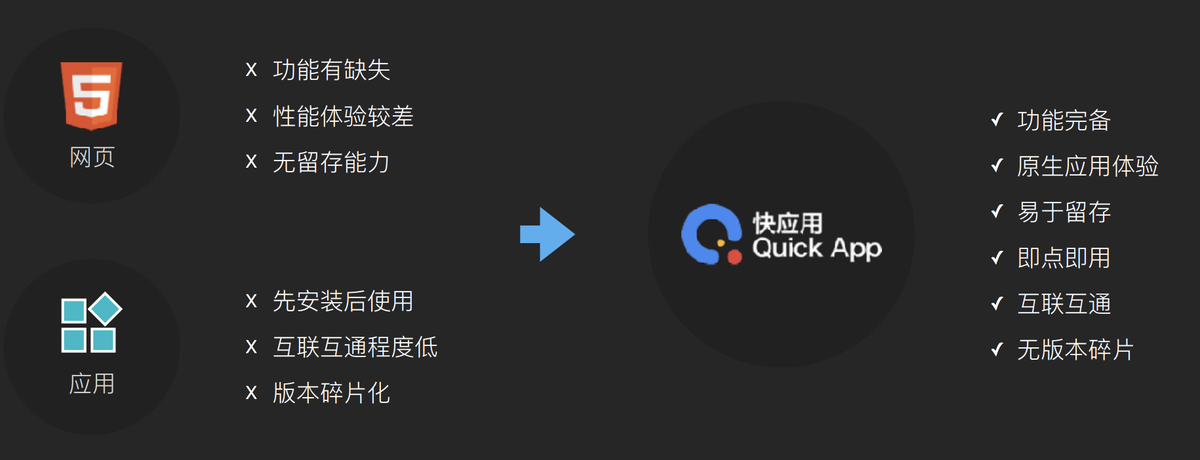 5
网页
X 功能有缺失
X 性能体验较差
X 无留存能力
应用
X 先安装后使用
X 互联互通程度低
X 版本碎片化
快应用
Quick App
✓ 功能完备
✓ 原生应用体验
✓ 易于留存
✓ 即点即用
✓ 互联互通
✓ 无版本碎片